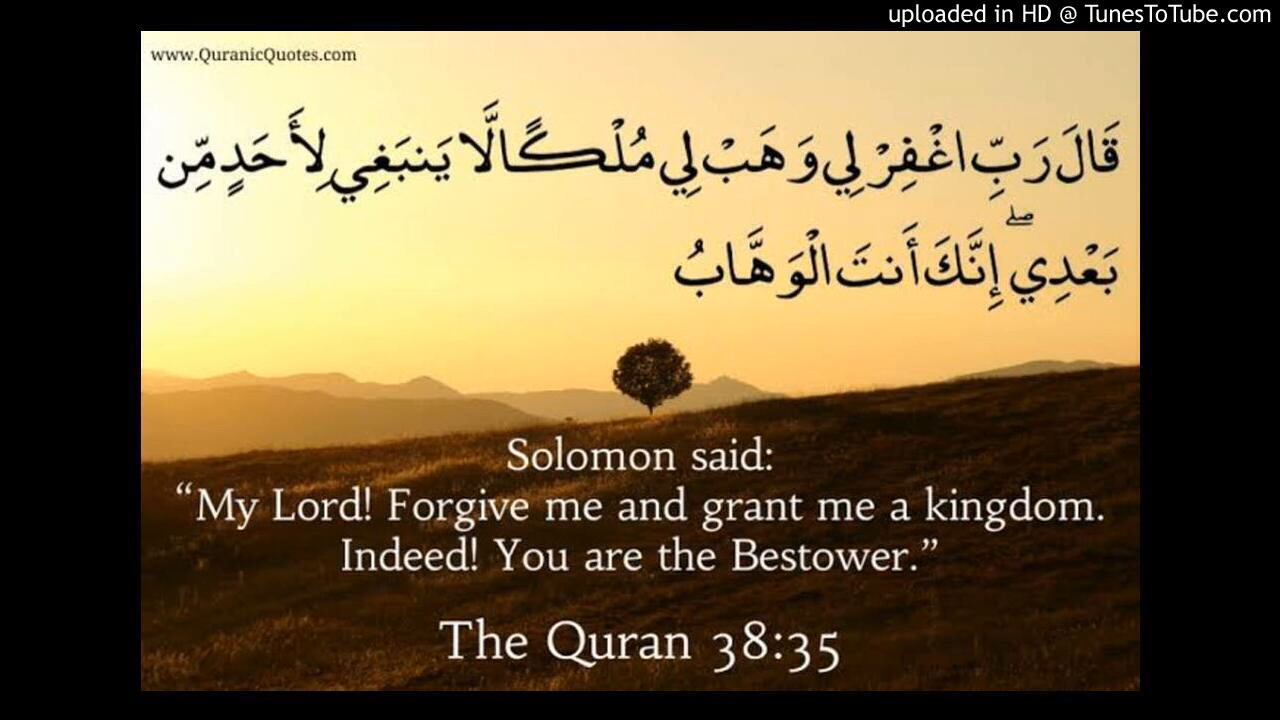 uploaded in HD @ TunesToTube.com
www.QuranicQuotes.com
قَالَ رَبِّ اغْفِرْ لِي وَهَبْ لِي مُلْكًا لَّا يَنبَغِي لِأَحَدٍ مِّن
بَعْدِي ۖ إِنَّكَ أَنتَ الْوَهَّابُ
Solomon said:
“My Lord! Forgive me and grant me a kingdom.
Indeed! You are the Bestower.”
The Quran 38:35